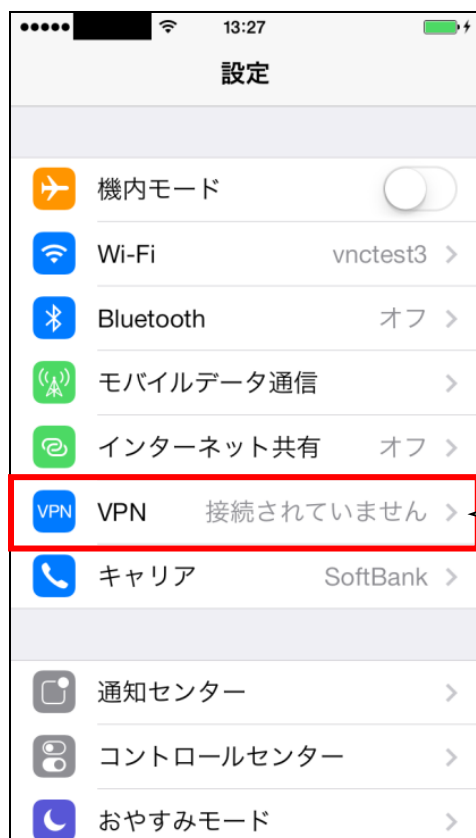 13:27
設定
機内モード
Wi-Fi vnctest3
Bluetooth オフ
モバイルデータ通信
インターネット共有 オフ
VPN VPN 接続されていません
キャリア SoftBank
通知センター
コントロールセンター
おやすみモード